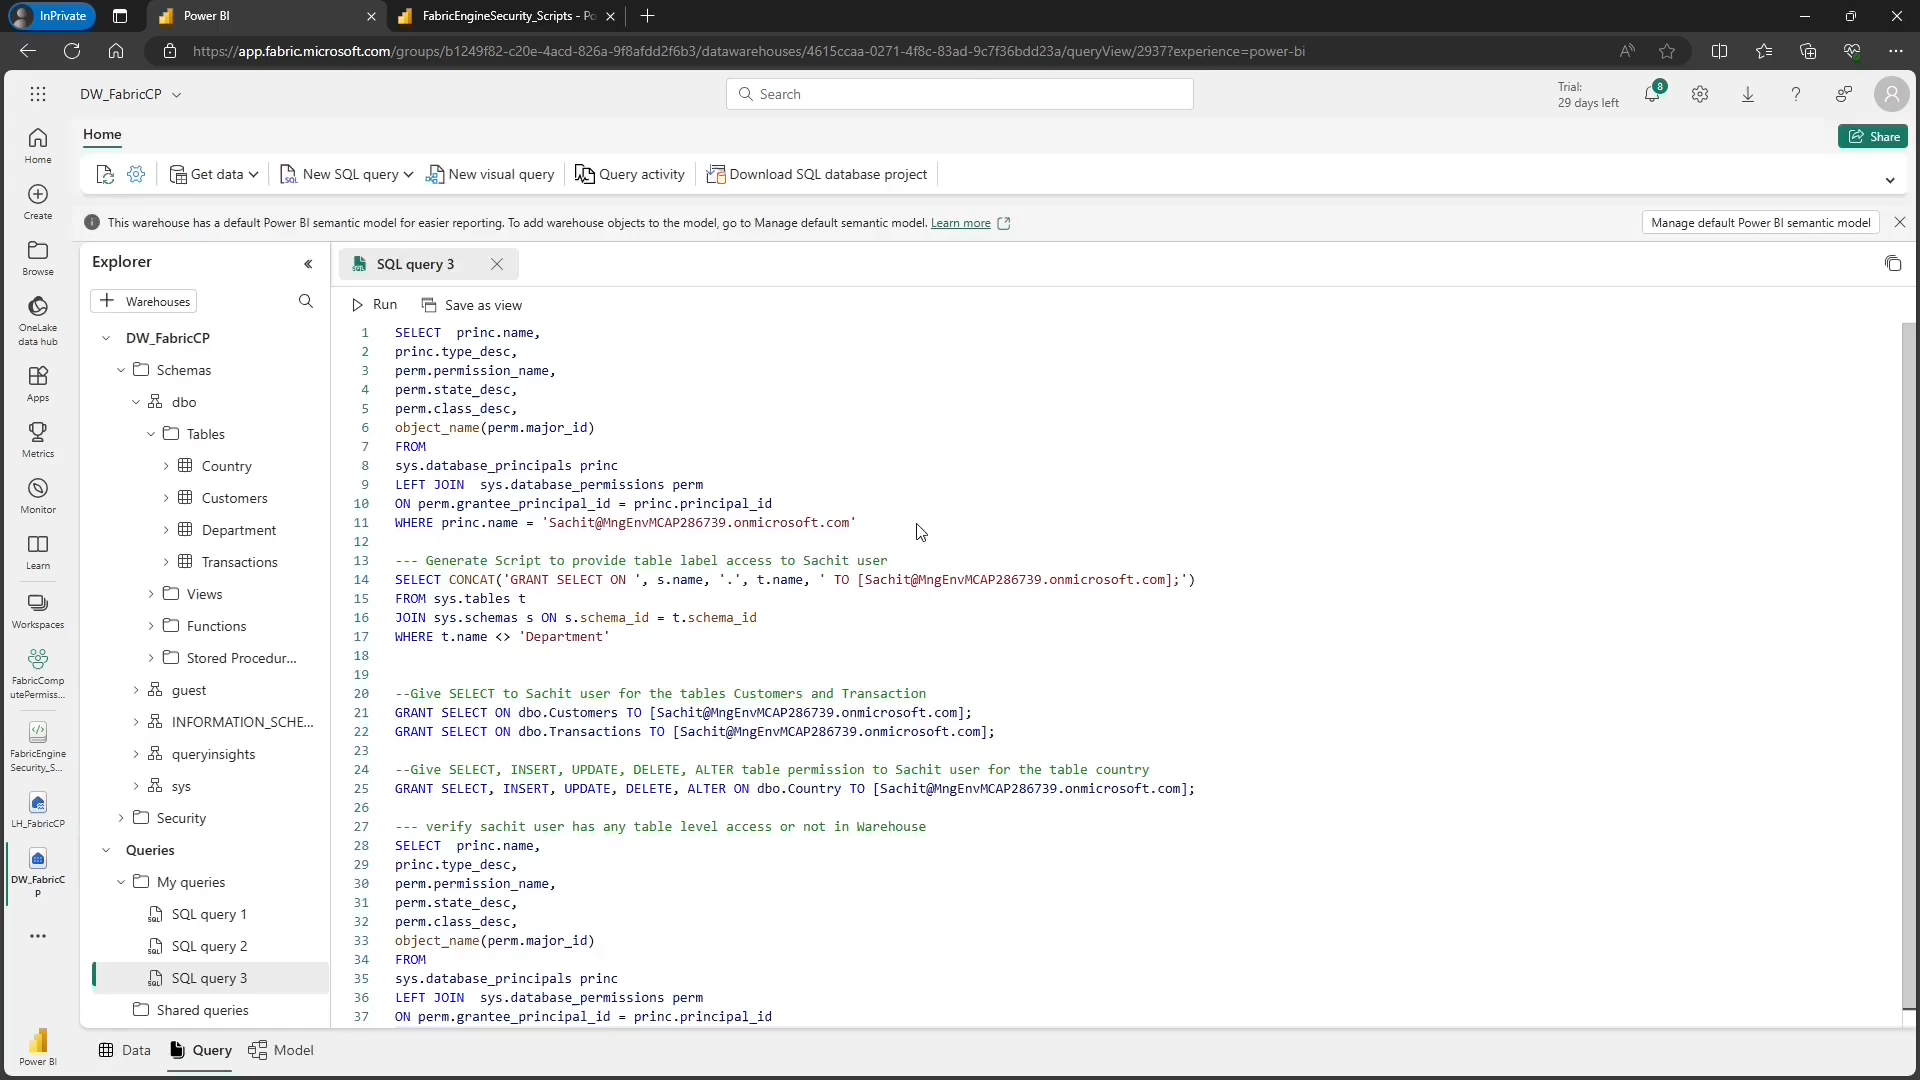 InPrivate
Power BI
FabricEngineSecurity_Scripts - Po
https://app.fabric.microsoft.com/groups/b1249f82-c20e-4acd-826a-9f8afdd2f6b3/datawarehouses/4615ccaa-0271-4f8c-83ad-9c7f36bdd23a/queryView/2937?experience=power-bi
DW_FabricCP
Search
Trial:
29 days left
8
Home
Share
Get data
New SQL query
New visual query
Query activity
Download SQL database project
This warehouse has a default Power BI semantic model for easier reporting. To add warehouse objects to the model, go to Manage default semantic model. Learn more
Manage default Power BI semantic model
Home
Create
Browse
OneLake
data hub
Apps
Metrics
Monitor
Learn
Workspaces
FabricComp
utePermiss...
FabricEngine
Security_S...
LH_FabricCP
DW_FabricC
P
Power BI
Explorer
Warehouses
DW_FabricCP
Schemas
dbo
Tables
Country
Customers
Department
Transactions
Views
Functions
Stored Procedur...
guest
INFORMATION_SCHE...
queryinsights
sys
Security
Queries
My queries
SQL query 1
SQL query 2
SQL query 3
Shared queries
SQL query 3
Run
Save as view
1 SELECT  princ.name,
2 princ.type_desc,
3 perm.permission_name,
4 perm.state_desc,
5 perm.class_desc,
6 object_name(perm.major_id)
7 FROM
8 sys.database_principals princ
9 LEFT JOIN  sys.database_permissions perm
10 ON perm.grantee_principal_id = princ.principal_id
11 WHERE princ.name = 'Sachit@MngEnvMCAP286739.onmicrosoft.com'
12
13 --- Generate Script to provide table label access to Sachit user
14 SELECT CONCAT('GRANT SELECT ON ', s.name, '.', t.name, ' TO [Sachit@MngEnvMCAP286739.onmicrosoft.com];')
15 FROM sys.tables t
16 JOIN sys.schemas s ON s.schema_id = t.schema_id
17 WHERE t.name <> 'Department'
18
19
20 --Give SELECT to Sachit user for the tables Customers and Transaction
21 GRANT SELECT ON dbo.Customers TO [Sachit@MngEnvMCAP286739.onmicrosoft.com];
22 GRANT SELECT ON dbo.Transactions TO [Sachit@MngEnvMCAP286739.onmicrosoft.com];
23
24 --Give SELECT, INSERT, UPDATE, DELETE, ALTER table permission to Sachit user for the table country
25 GRANT SELECT, INSERT, UPDATE, DELETE, ALTER ON dbo.Country TO [Sachit@MngEnvMCAP286739.onmicrosoft.com];
26
27 --- verify sachit user has any table level access or not in Warehouse
28 SELECT  princ.name,
29 princ.type_desc,
30 perm.permission_name,
31 perm.state_desc,
32 perm.class_desc,
33 object_name(perm.major_id)
34 FROM
35 sys.database_principals princ
36 LEFT JOIN  sys.database_permissions perm
37 ON perm.grantee_principal_id = princ.principal_id
Data
Query
Model